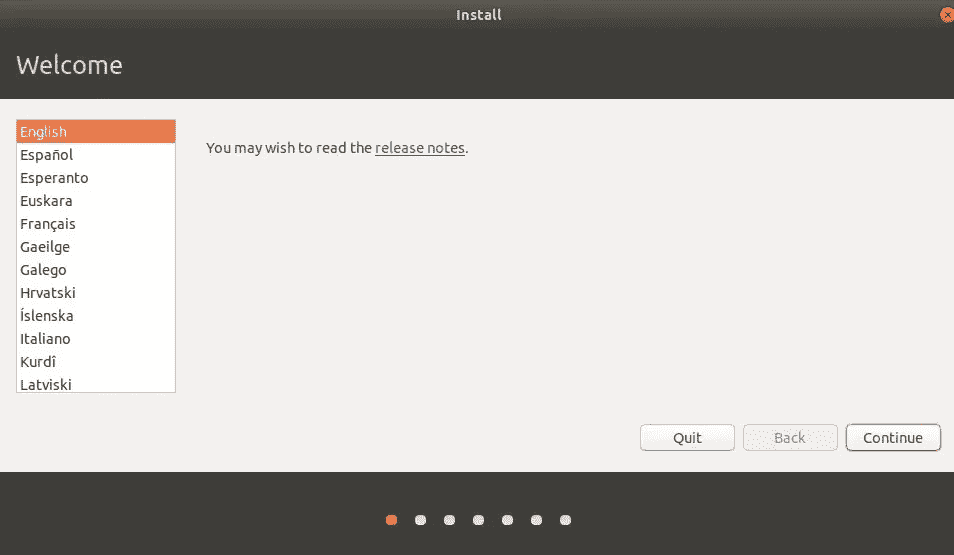 Install
Welcome
English
Español
Esperanto
Euskara
Français
Gaeilge
Galego
Hrvatski
Íslenska
Italiano
Kurdî
Latviski
You may wish to read the release notes.
Quit
Back
Continue